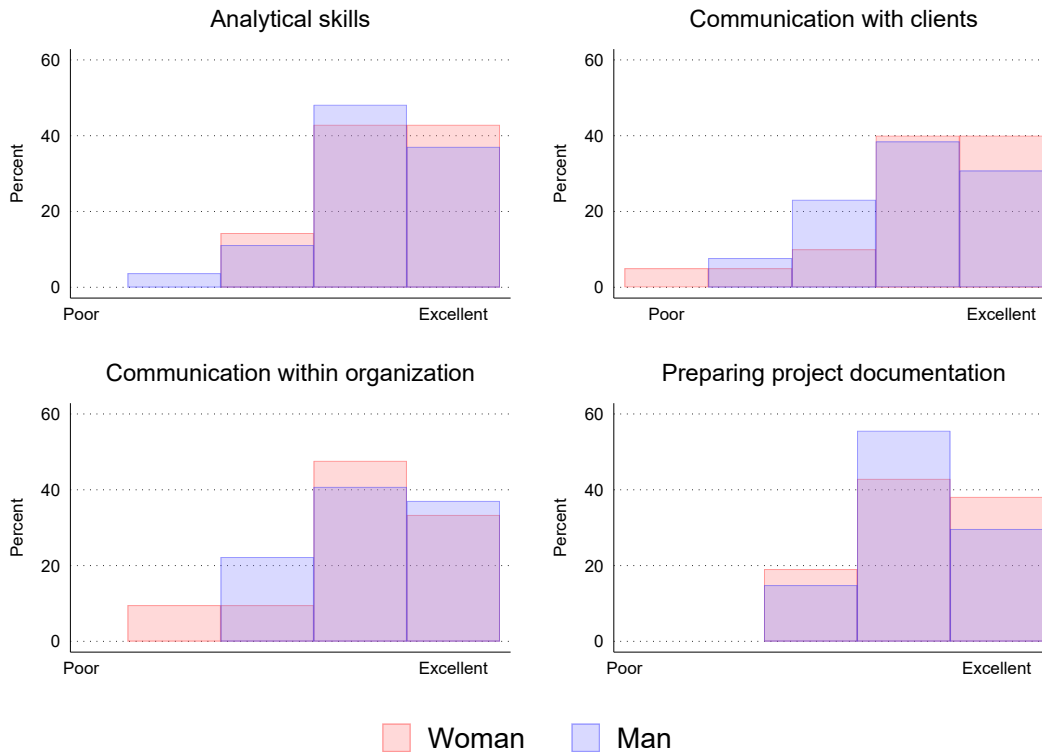 Analytical skills
Percent
60
40
20
0
Poor Excellent
Communication with clients
Percent
60
40
20
0
Poor Excellent
Communication within organization
Percent
60
40
20
0
Poor Excellent
Preparing project documentation
Percent
60
40
20
0
Poor Excellent
Woman Man